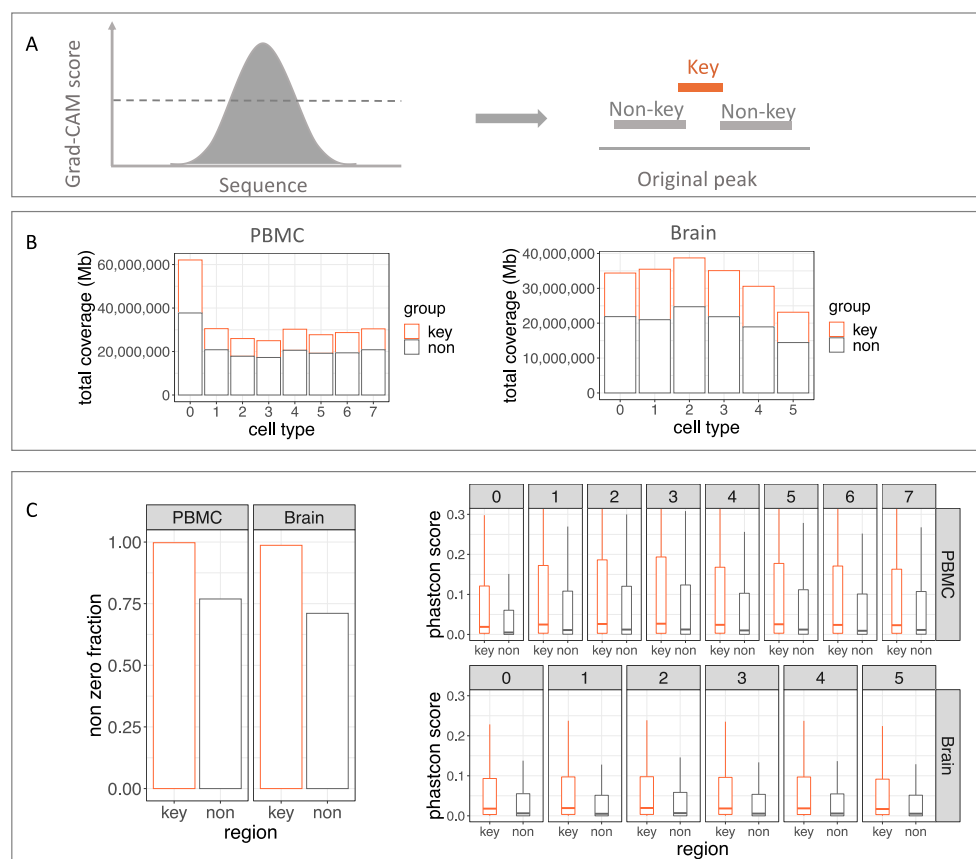 A
Grad-CAM score
Sequence
Key
Non-key
Non-key
Original peak
B
PBMC
total coverage (Mb)
60,000,000
40,000,000
20,000,000
0
0 1 2 3 4 5 6 7
cell type
group
key
non
Brain
total coverage (Mb)
40,000,000
30,000,000
20,000,000
10,000,000
0
0 1 2 3 4 5
cell type
group
key
non
C
PBMC Brain
non zero fraction
1.00
0.75
0.50
0.25
0.00
key non key non
region
0 1 2 3 4 5 6 7
phastcon score
0.3
0.2
0.1
0.0
PBMC
key non key non key non key non key non key non key non key non
0 1 2 3 4 5
phastcon score
0.3
0.2
0.1
0.0
Brain
key non key non key non key non key non key non
region